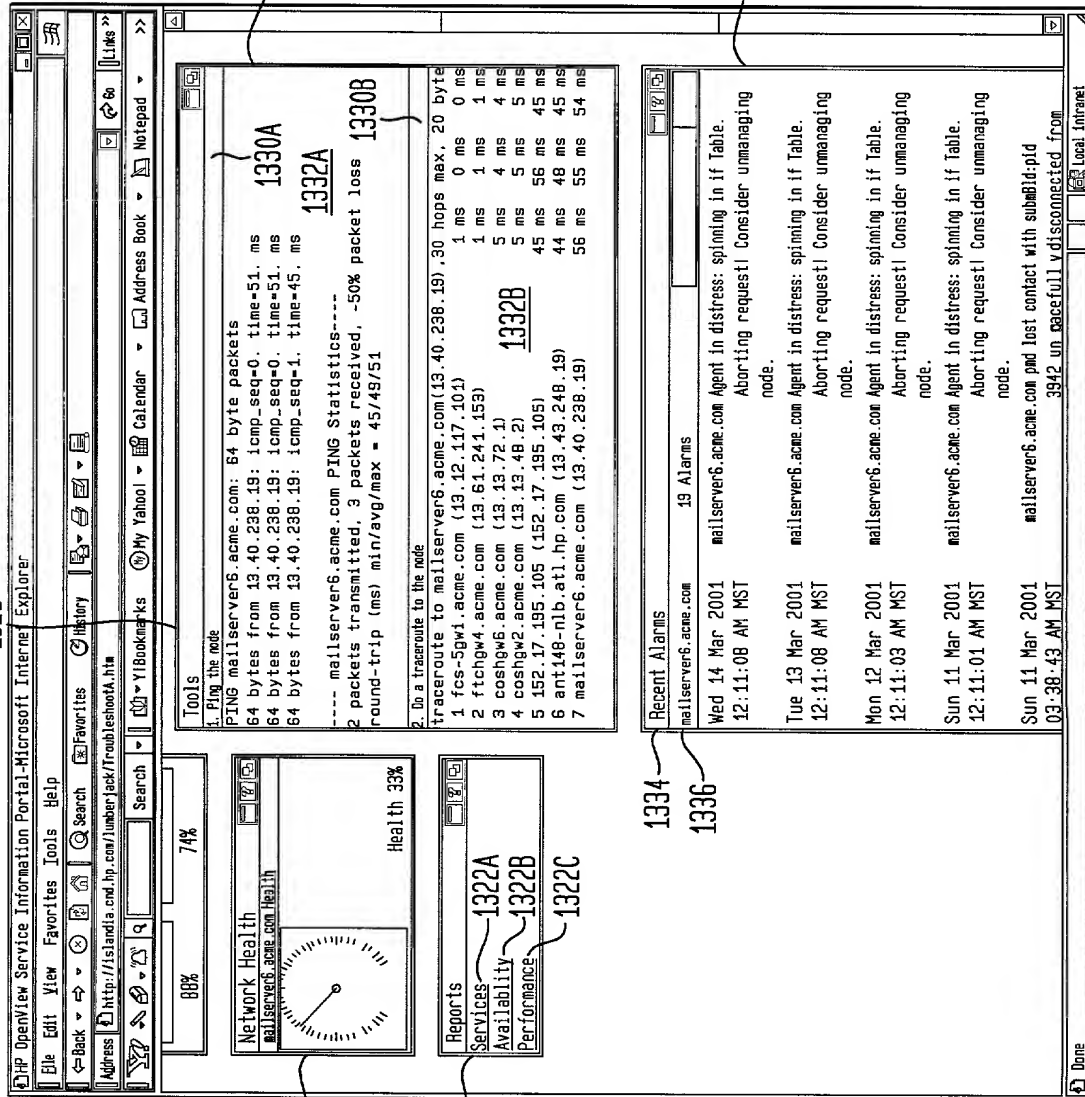 HP OpenView Service Information Portal-Microsoft Internet Explorer
File Edit View Favorites Tools Help
Back Search Favorites History
Address http://islandia.cnd.hp.com/lumberjack/TroubleshootA.htm Go Links »
Search Y!Bookmarks My Yahoo! Calendar Address Book Notepad »
88% 74%
Network Health
mailserver6.acme.com Health
Health 33%
Reports
Services 1322A
Availablity 1322B
Performance 1322C
Tools
1. Ping the node
1330A
PING mailserver6.acme.com: 64 byte packets
64 bytes from 13.40.238.19: icmp_seq=0. time=51. ms
64 bytes from 13.40.238.19: icmp_seq=0. time=51. ms
64 bytes from 13.40.238.19: icmp_seq=1. time=45. ms
1332A
---- mailserver6.acme.com PING Statistics----
2 packets transmitted, 3 packets received, -50% packet loss
round-trip (ms) min/avg/max = 45/49/51
1330B
2. Do a traceroute to the node
traceroute to mailserver6.acme.com(13.40.238.19),30 hops max, 20 byte
1 fcs-5gwi.acme.com (13.12.117.101) 1 ms 0 ms 0 ms
2 ftchgw4.acme.com (13.61.241.153) 1 ms 1 ms 1 ms
3 coshgw6.acme.com (13.13.72.1) 5 ms 4 ms 4 ms
4 coshgw2.acme.com (13.13.48.2) 5 ms 5 ms 5 ms
5 152.17.195.105 (152.17.195.105) 45 ms 56 ms 45 ms
6 ant148-nlb.atl.hp.com (13.43.248.19) 44 ms 48 ms 45 ms
7 mailserver6.acme.com (13.40.238.19) 56 ms 55 ms 54 ms
1332B
1334
Recent Alarms
1336
mailserver6.acme.com 19 Alarms
Wed 14 Mar 2001 mailserver6.acme.com Agent in distress: spinning in if Table.
12:11:08 AM MST Aborting request! Consider unmanaging
node.
Tue 13 Mar 2001 mailserver6.acme.com Agent in distress: spinning in if Table.
12:11:08 AM MST Aborting request! Consider unmanaging
node.
Mon 12 Mar 2001 mailserver6.acme.com Agent in distress: spinning in if Table.
12:11:03 AM MST Aborting request! Consider unmanaging
node.
Sun 11 Mar 2001 mailserver6.acme.com Agent in distress: spinning in if Table.
12:11:01 AM MST Aborting request! Consider unmanaging
node.
Sun 11 Mar 2001 mailserver6.acme.com pmd lost contact with submBld:pid
03:38:43 AM MST 3942 un gacefull y disconnected from
Done Local intranet